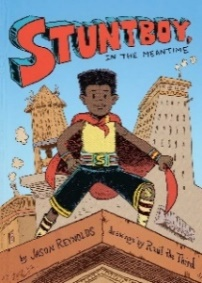 STUNTBOY,
IN THE MEANTIME
by JASON REYNOLDS drawings by Raúl the Third